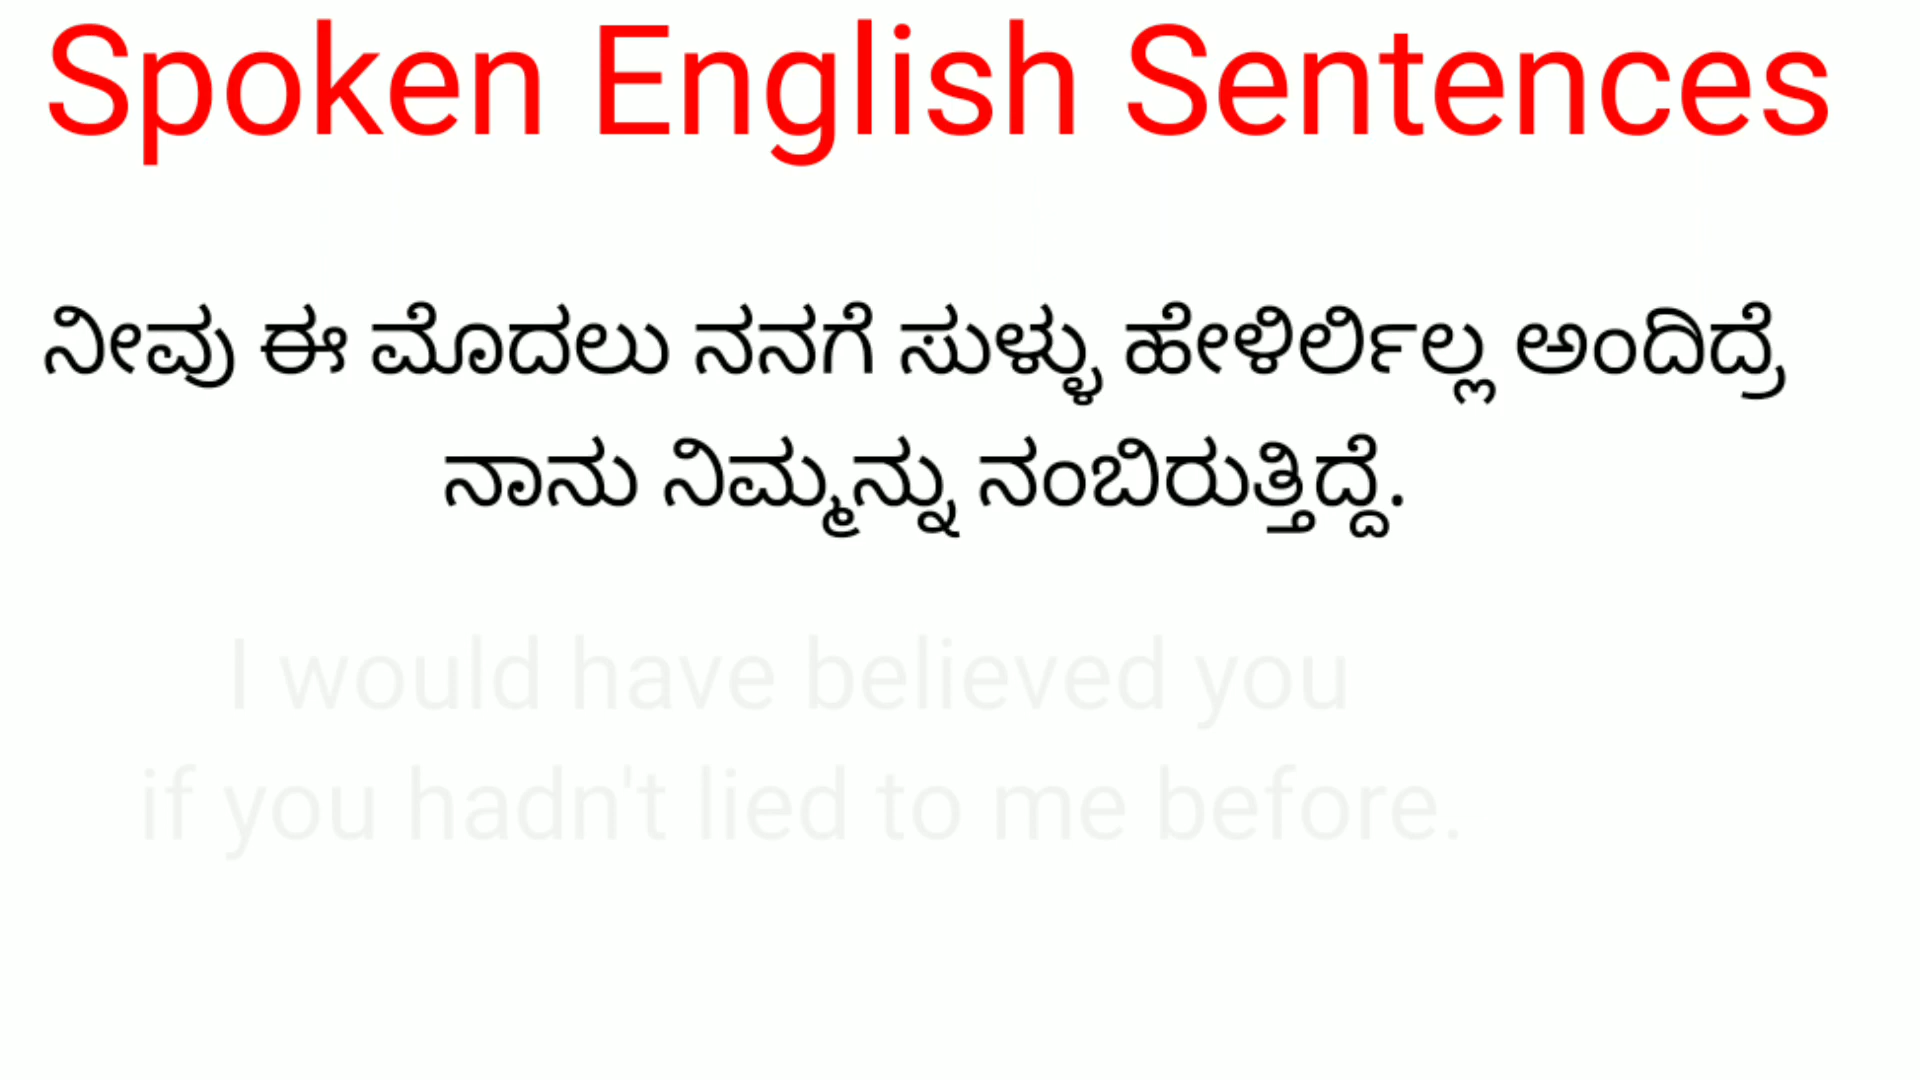 Spoken English Sentences
ನೀವು ಈ ಮೊದಲು ನನಗೆ ಸುಳ್ಳು ಹೇಳಿರ್ಲಿಲ್ಲ ಅಂದಿದ್ರೆ
ನಾನು ನಿಮ್ಮನ್ನು ನಂಬಿರುತ್ತಿದ್ದೆ.
I would have believed you
if you hadn't lied to me before.